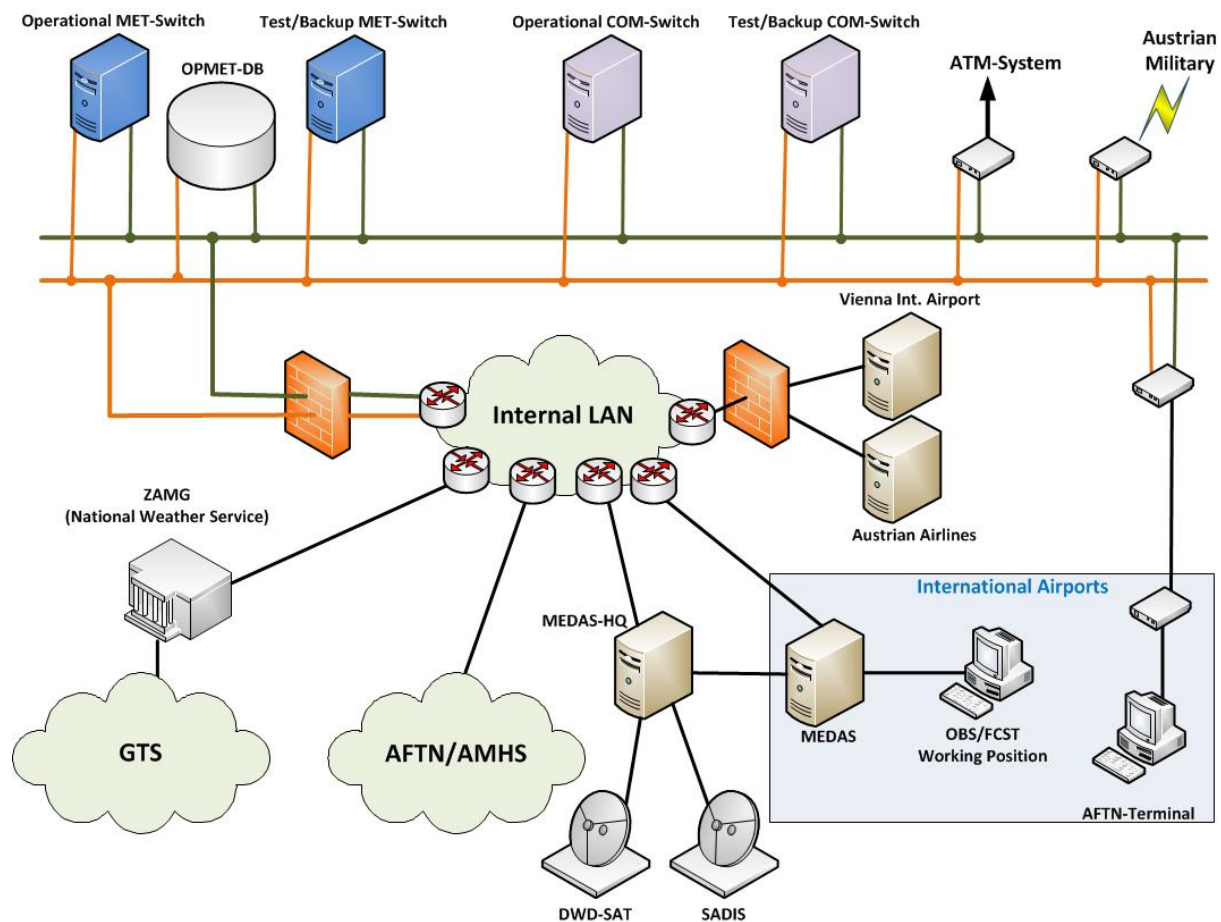 Operational MET-Switch
Test/Backup MET-Switch
Operational COM-Switch
Test/Backup COM-Switch
OPMET-DB
ATM-System
Austrian
Military
Vienna Int. Airport
Internal LAN
Austrian Airlines
ZAMG
(National Weather Service)
International Airports
MEDAS-HQ
GTS
AFTN/AMHS
MEDAS
OBS/FCST
Working Position
AFTN-Terminal
DWD-SAT
SADIS